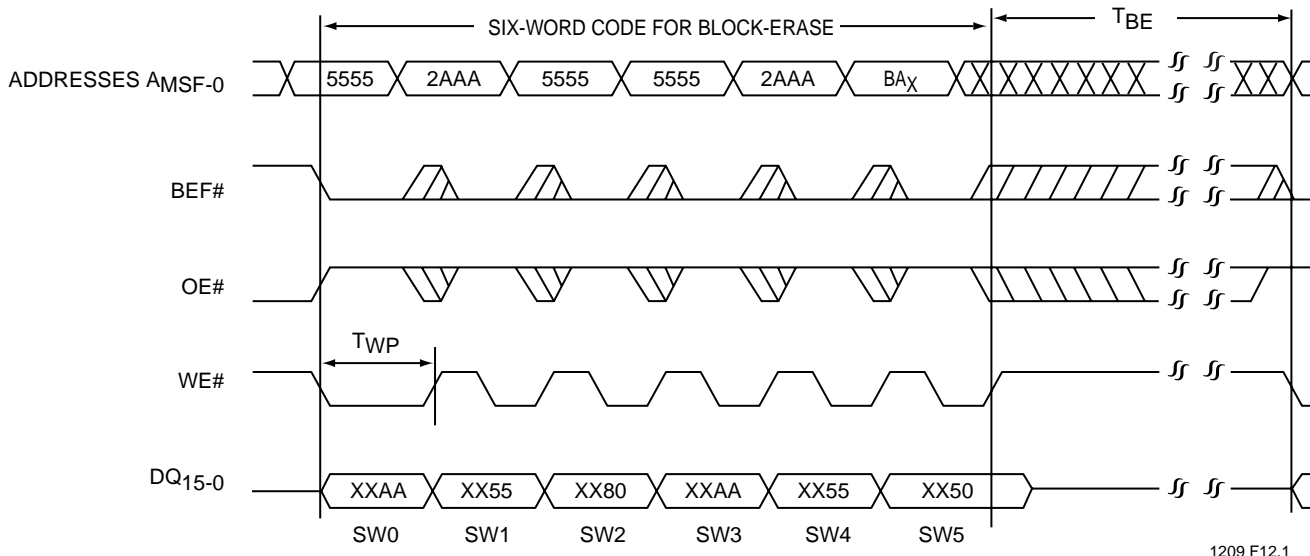 SIX-WORD CODE FOR BLOCK-ERASE TBE
ADDRESSES AMSF-0 5555 2AAA 5555 5555 2AAA BAX
BEF#
OE#
TWP
WE#
DQ15-0 XXAA XX55 XX80 XXAA XX55 XX50
SW0 SW1 SW2 SW3 SW4 SW5
1209 F12.1